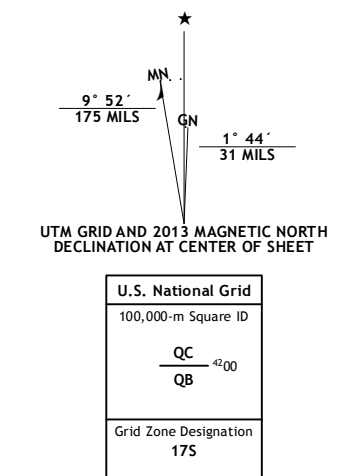 ★
MN
9° 52´
175 MILS
GN
1° 44´
31 MILS
UTM GRID AND 2013 MAGNETIC NORTH
DECLINATION AT CENTER OF SHEET
U.S. National Grid
100,000-m Square ID
QC
4200
QB
Grid Zone Designation
17S